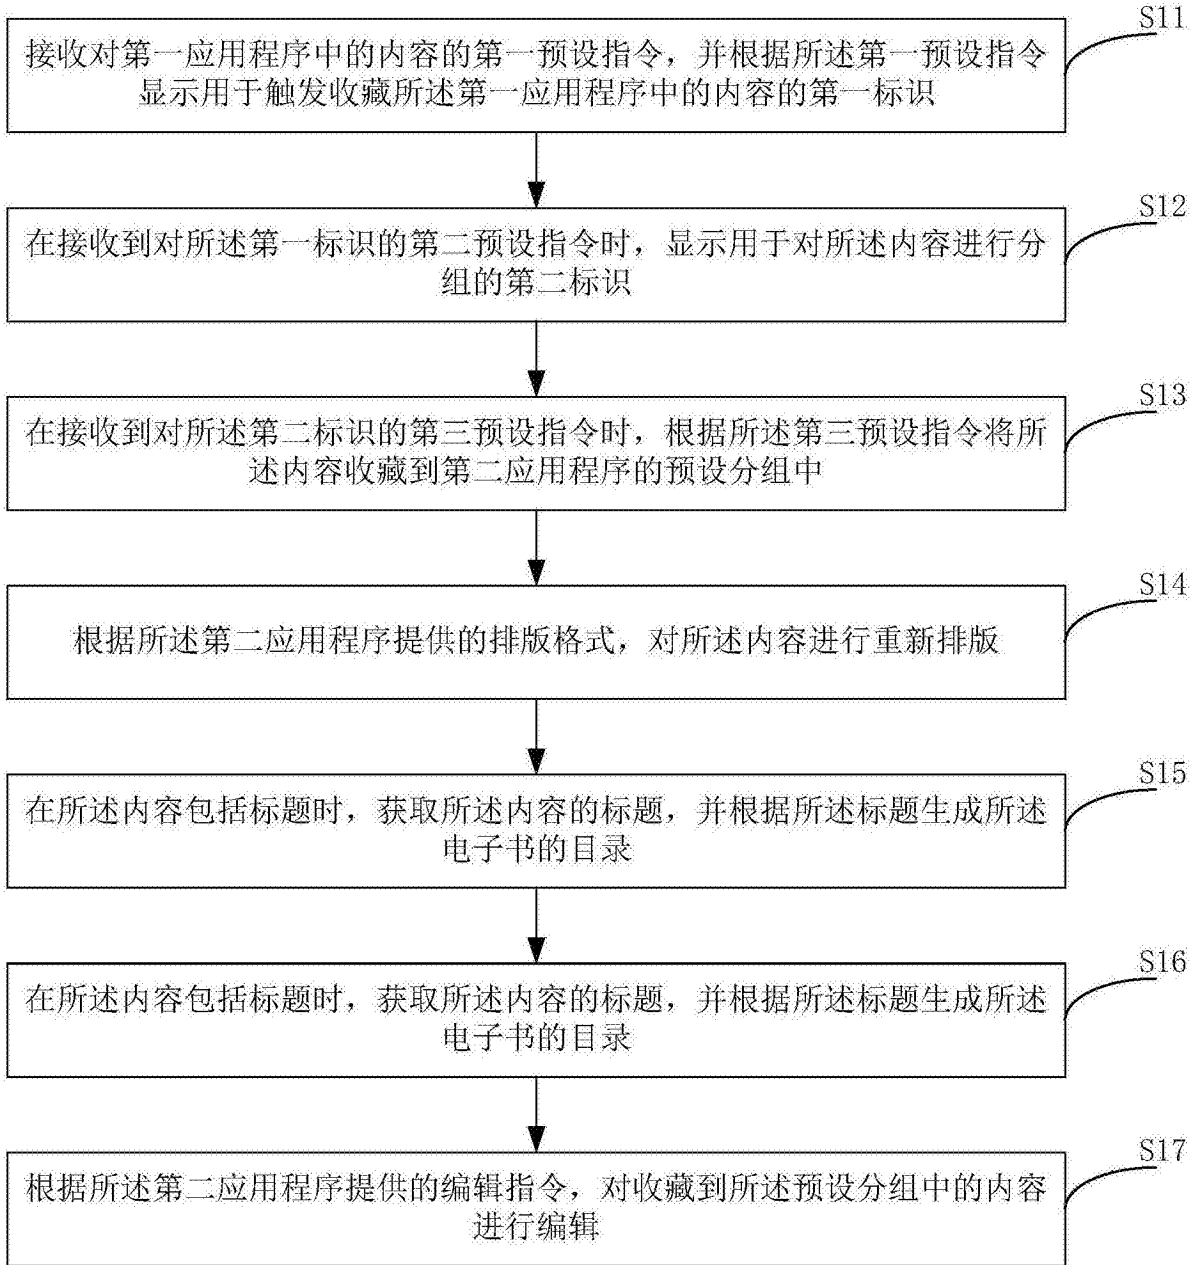 S11
接收对第一应用程序中的内容的第一预设指令，并根据所述第一预设指令
显示用于触发收藏所述第一应用程序中的内容的第一标识
S12
在接收到对所述第一标识的第二预设指令时，显示用于对所述内容进行分
组的第二标识
S13
在接收到对所述第二标识的第三预设指令时，根据所述第三预设指令将所
述内容收藏到第二应用程序的预设分组中
S14
根据所述第二应用程序提供的排版格式，对所述内容进行重新排版
S15
在所述内容包括标题时，获取所述内容的标题，并根据所述标题生成所述
电子书的目录
S16
在所述内容包括标题时，获取所述内容的标题，并根据所述标题生成所述
电子书的目录
S17
根据所述第二应用程序提供的编辑指令，对收藏到所述预设分组中的内容
进行编辑